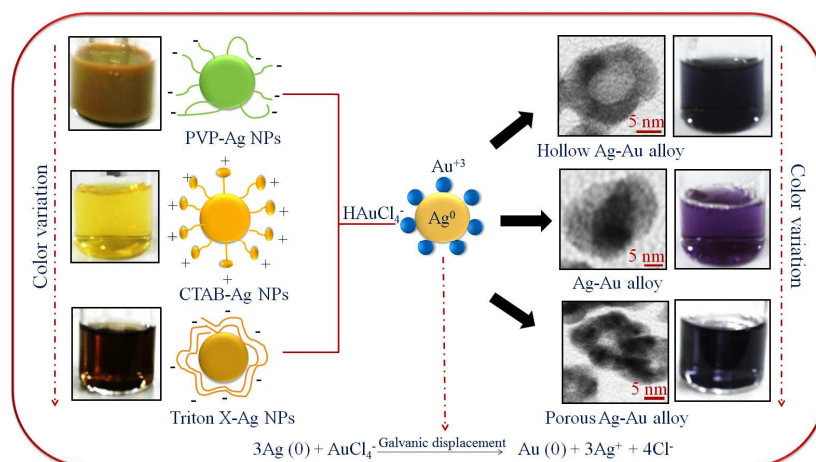 Color variation
PVP-Ag NPs
CTAB-Ag NPs
Triton X-Ag NPs
- - - - - - -
+ + + + + + + + + +
- - - - - - - -
HAuCl₄⁻
Au⁺³
Ag⁰
5 nm
Hollow Ag-Au alloy
5 nm
Ag-Au alloy
5 nm
Porous Ag-Au alloy
Color variation
3Ag (0) + AuCl₄⁻ Galvanic displacement Au (0) + 3Ag⁺ + 4Cl⁻